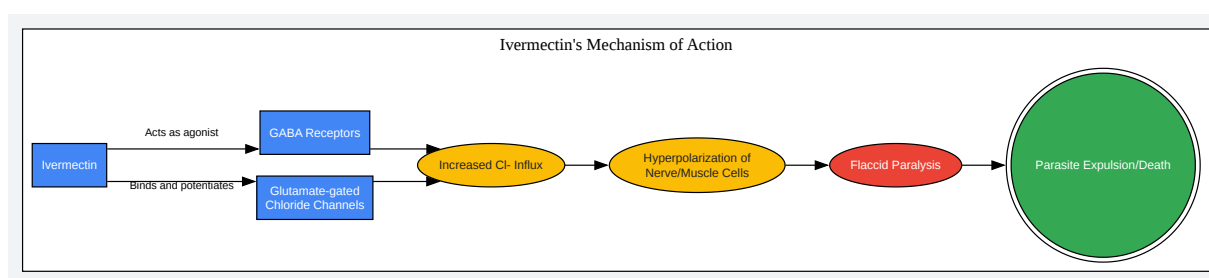 Ivermectin's Mechanism of Action
Ivermectin
Acts as agonist
Binds and potentiates
GABA Receptors
Glutamate-gated
Chloride Channels
Increased Cl- Influx
Hyperpolarization of
Nerve/Muscle Cells
Flaccid Paralysis
Parasite Expulsion/Death